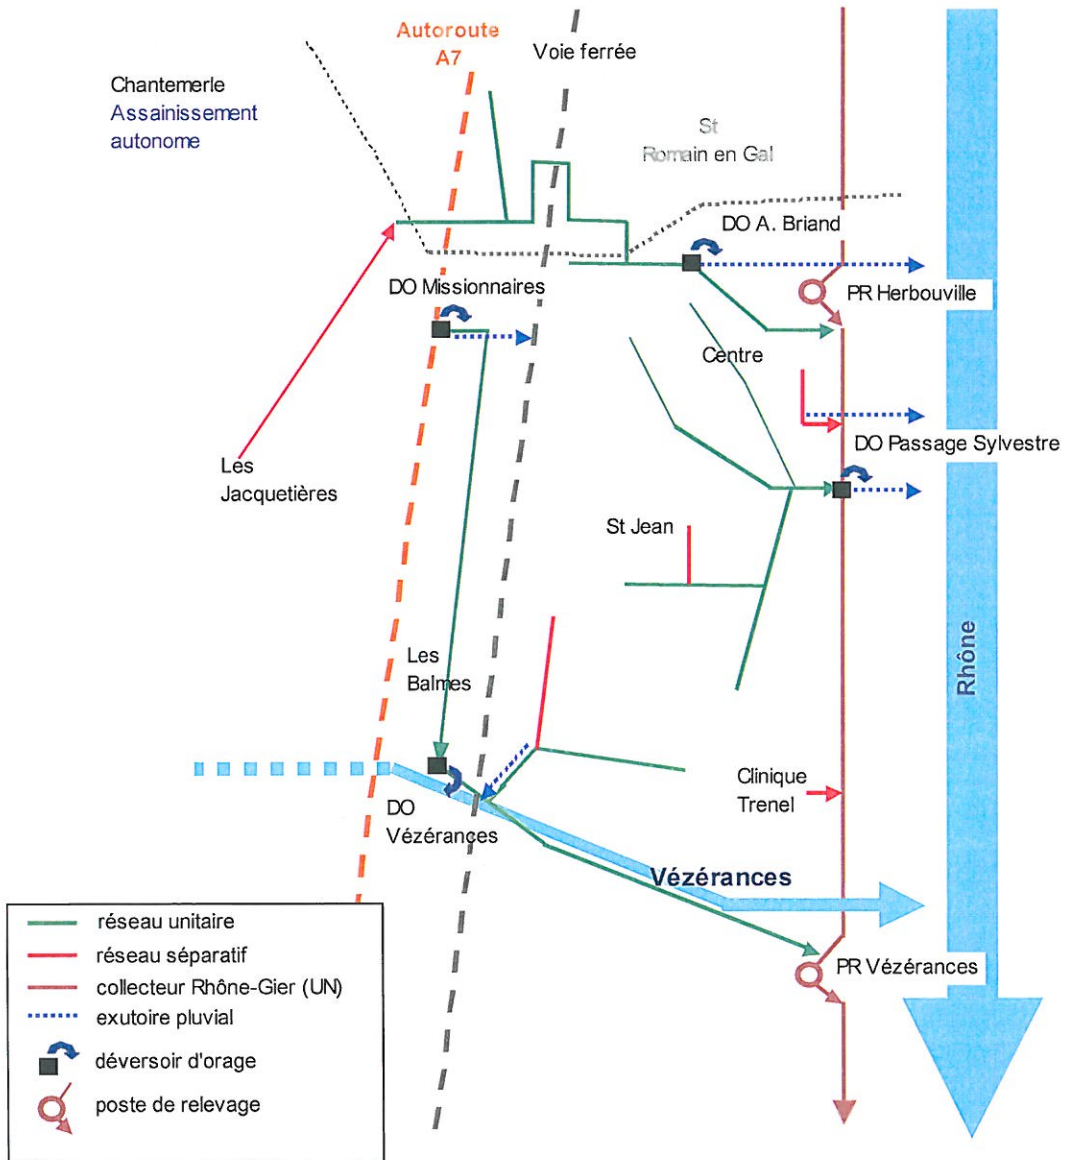 Autoroute
A7
Voie ferrée
Chantemerle
Assainissement
autonome
St
Romain en Gal
DO A. Briand
DO Missionnaires
PR Herbouville
Centre
DO Passage Sylvestre
Les
Jacquetières
St Jean
Rhône
Les
Balmes
Clinique
Trenel
DO
Vézérances
Vézérances
PR Vézérances
réseau unitaire
réseau séparatif
collecteur Rhône-Gier (UN)
exutoire pluvial
déversoir d'orage
poste de relevage